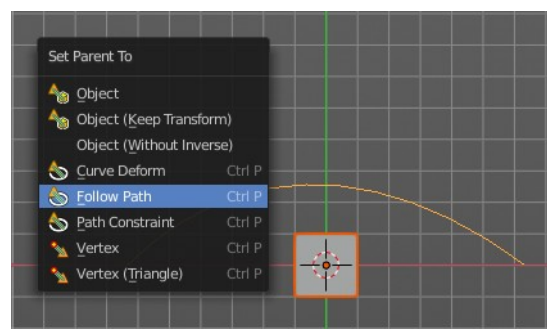 Set Parent To
Object
Object (Keep Transform)
Object (Without Inverse)
Curve Deform Ctrl P
Follow Path Ctrl P
Path Constraint Ctrl P
Vertex Ctrl P
Vertex (Triangle) Ctrl P